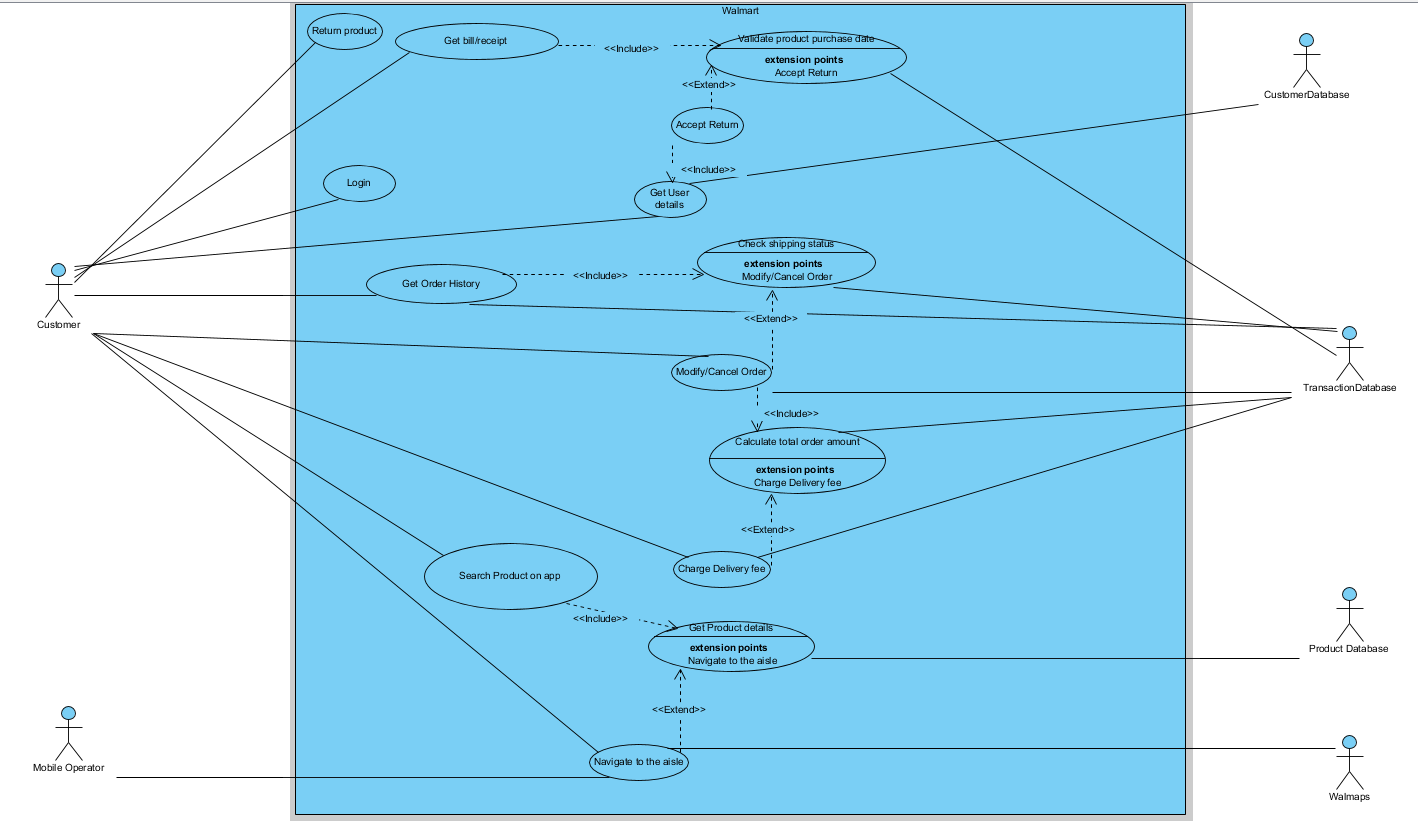 Walmart
Return product
Get bill/receipt
<<Include>>
Validate product purchase date
extension points
Accept Return
<<Extend>>
Accept Return
<<Include>>
CustomerDatabase
Login
Get User
details
Check shipping status
extension points
Modify/Cancel Order
Get Order History
<<Include>>
Customer
<<Extend>>
Modify/Cancel Order
TransactionDatabase
<<Include>>
Calculate total order amount
extension points
Charge Delivery fee
<<Extend>>
Charge Delivery fee
Search Product on app
<<Include>>
Get Product details
extension points
Navigate to the aisle
Product Database
<<Extend>>
Navigate to the aisle
Mobile Operator
Walmaps